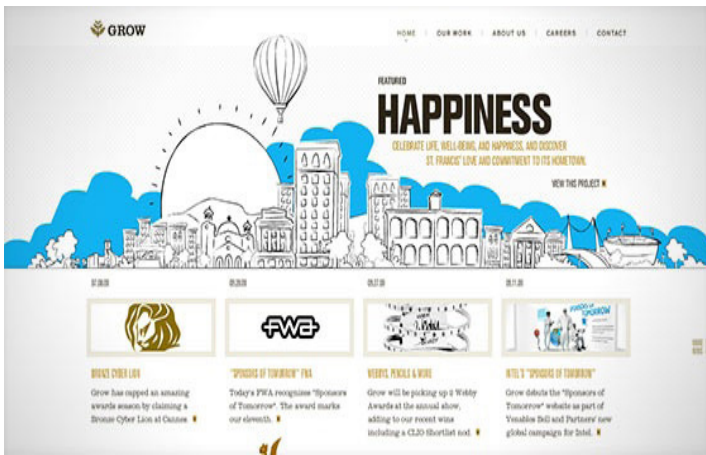 GROW
HOME
OUR WORK
ABOUT US
CAREERS
CONTACT
FEATURED
HAPPINESS
CELEBRATE LIFE, WELL-BEING, AND HAPPINESS, AND DISCOVER
ST. FRANCIS' LOVE AND COMMITMENT TO ITS HOMETOWN.
VIEW THIS PROJECT
BRONZE CYBER LION
Grow has capped an amazing
awards season by claiming a
Bronze Cyber Lion at Cannes.
FWA
"SPONSORS OF TOMORROW" FWA
Today's FWA recognizes "Sponsors
of Tomorrow". The award marks
our eleventh.
WEBBYS, PENCILS & MORE
Grow will be picking up 2 Webby
Awards at the annual show,
adding to our recent wins
including a CLIO Shortlist nod.
SPONSORS OF
TOMORROW
INTEL'S "SPONSORS OF TOMORROW"
Grow debuts the "Sponsors of
Tomorrow" website as part of
Venables Bell and Partners' new
global campaign for Intel.